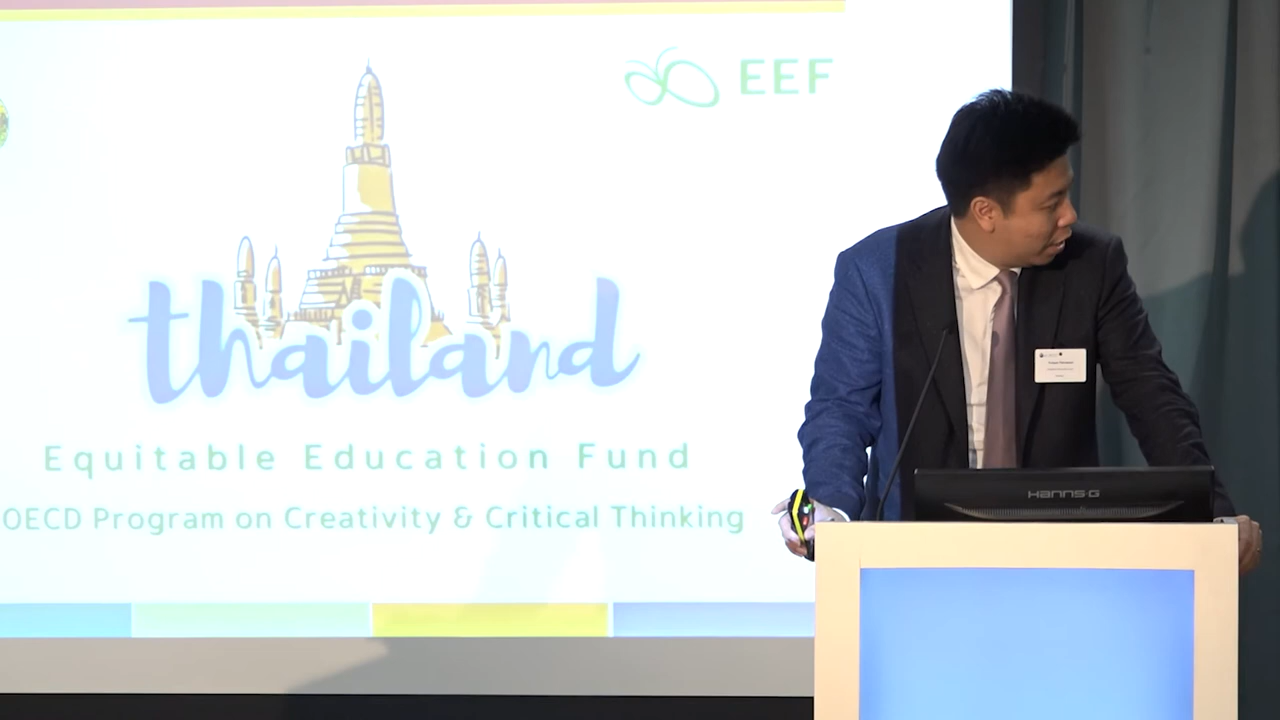 EEF
thailand
Equitable Education Fund
OECD Program on Creativity & Critical Thinking
HANNS·G